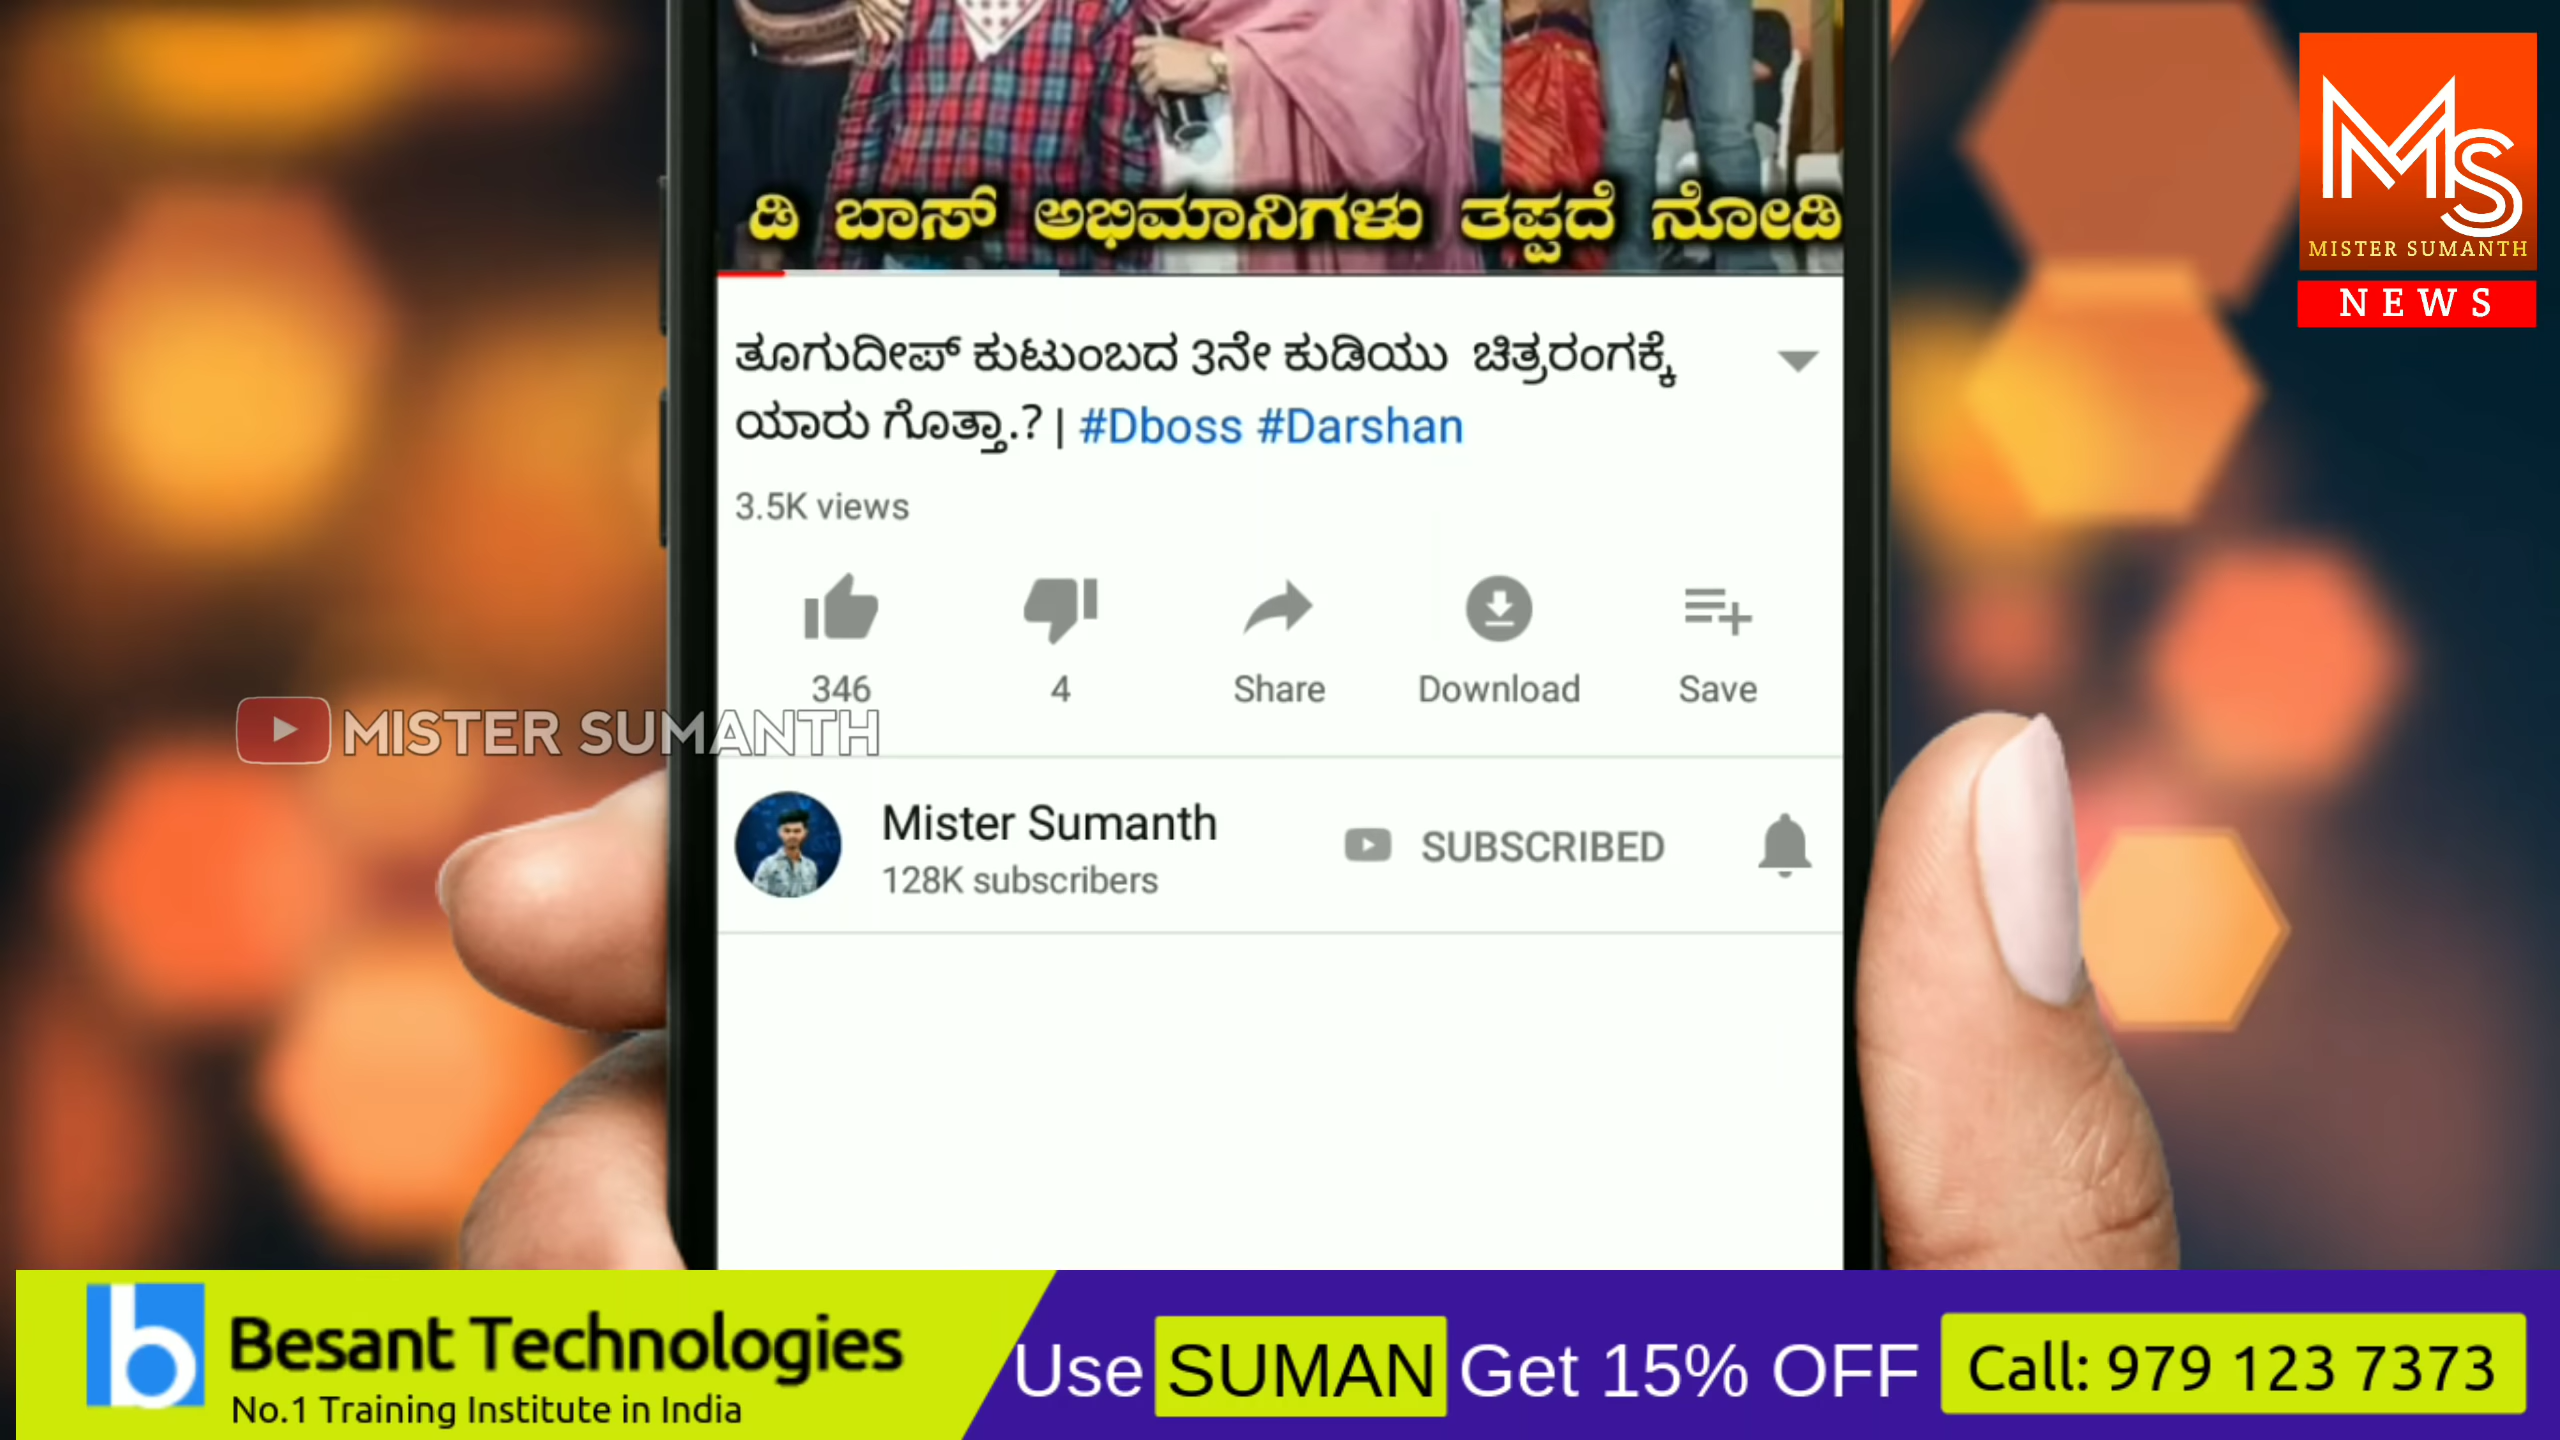 MS
MISTER SUMANTH
NEWS
ಡಿ ಬಾಸ್ ಅಭಿಮಾನಿಗಳು ತಪ್ಪದೆ ನೋಡಿ
ತೂಗುದೀಪ್ ಕುಟುಂಬದ 3ನೇ ಕುಡಿಯು ಚಿತ್ರರಂಗಕ್ಕೆ
ಯಾರು ಗೊತ್ತಾ.? | #Dboss #Darshan
3.5K views
346 4 Share Download Save
MISTER SUMANTH
Mister Sumanth SUBSCRIBED
128K subscribers
b Besant Technologies
No.1 Training Institute in India
Use SUMAN Get 15% OFF Call: 979 123 7373